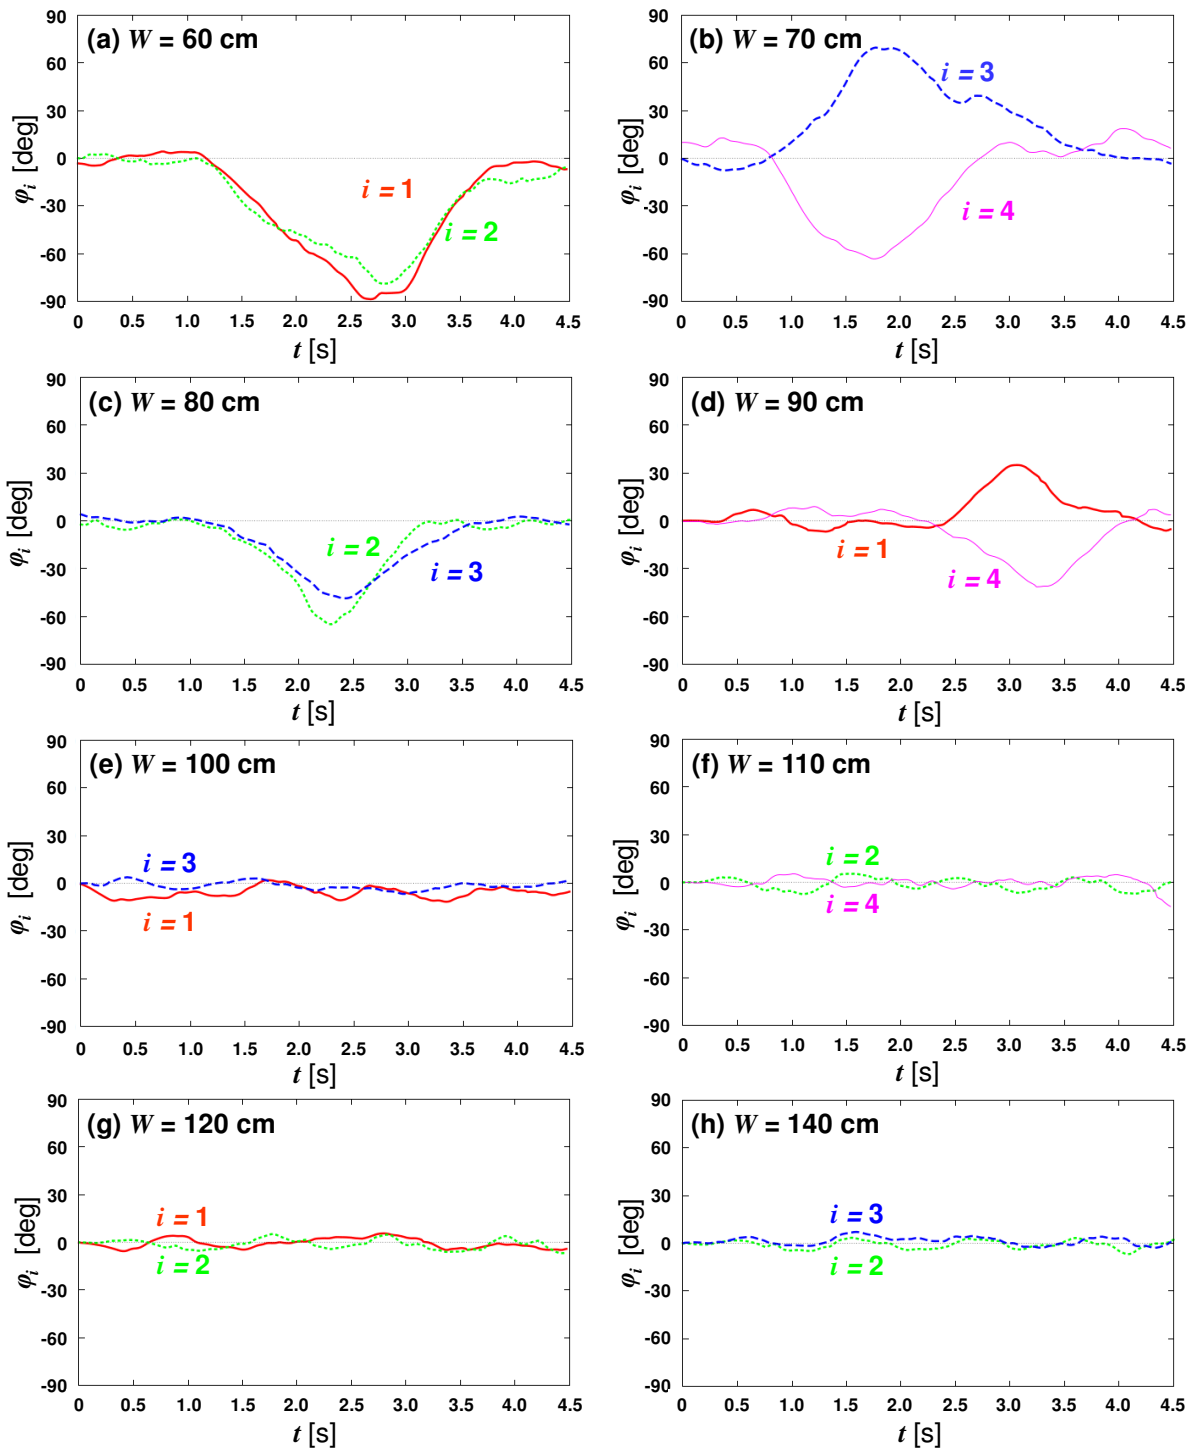 (a) W = 60 cm
90
60
30
0
-30
-60
-90
φi [deg]
i = 1
i = 2
0 0.5 1.0 1.5 2.0 2.5 3.0 3.5 4.5
t [s]
(b) W = 70 cm
90
60
30
0
-30
-60
-90
φi [deg]
i = 3
i = 4
0 0.5 1.0 1.5 2.0 2.5 3.0 3.5 4.0 4.5
t [s]
(c) W = 80 cm
90
60
30
0
-30
-60
-90
φi [deg]
i = 2
i = 3
0 0.5 1.0 1.5 2.0 2.5 3.0 3.5 4.0 4.5
t [s]
(d) W = 90 cm
90
60
30
0
-30
-60
-90
φi [deg]
i = 1
i = 4
0 0.5 1.0 1.5 2.0 2.5 3.0 3.5 4.0 4.5
t [s]
(e) W = 100 cm
90
60
30
0
-30
-60
-90
φi [deg]
i = 3
i = 1
0 0.5 1.0 1.5 2.0 2.5 3.0 3.5 4.0 4.5
t [s]
(f) W = 110 cm
90
60
30
0
-30
-60
-90
φi [deg]
i = 2
i = 4
0 0.5 1.0 1.5 2.0 2.5 3.0 3.5 4.0 4.5
t [s]
(g) W = 120 cm
90
60
30
0
-30
-60
-90
φi [deg]
i = 1
i = 2
0 0.5 1.0 1.5 2.0 2.5 3.0 3.5 4.0 4.5
t [s]
(h) W = 140 cm
90
60
30
0
-30
-60
-90
φi [deg]
i = 3
i = 2
0 0.5 1.0 1.5 2.0 2.5 3.0 3.5 4.0 4.5
t [s]